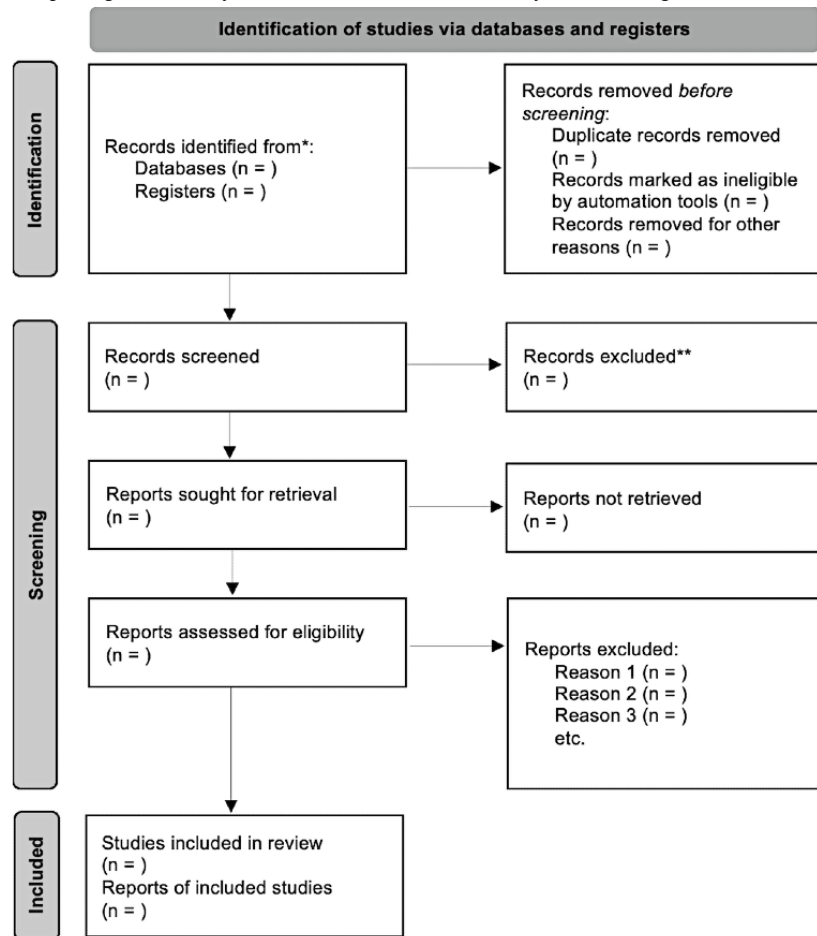 Identification of studies via databases and registers
Identification
Records identified from*:
Databases (n = )
Registers (n = )
Records removed before
screening:
Duplicate records removed
(n = )
Records marked as ineligible
by automation tools (n = )
Records removed for other
reasons (n = )
Screening
Records screened
(n = )
Records excluded**
(n = )
Reports sought for retrieval
(n = )
Reports not retrieved
(n = )
Reports assessed for eligibility
(n = )
Reports excluded:
Reason 1 (n = )
Reason 2 (n = )
Reason 3 (n = )
etc.
Included
Studies included in review
(n = )
Reports of included studies
(n = )